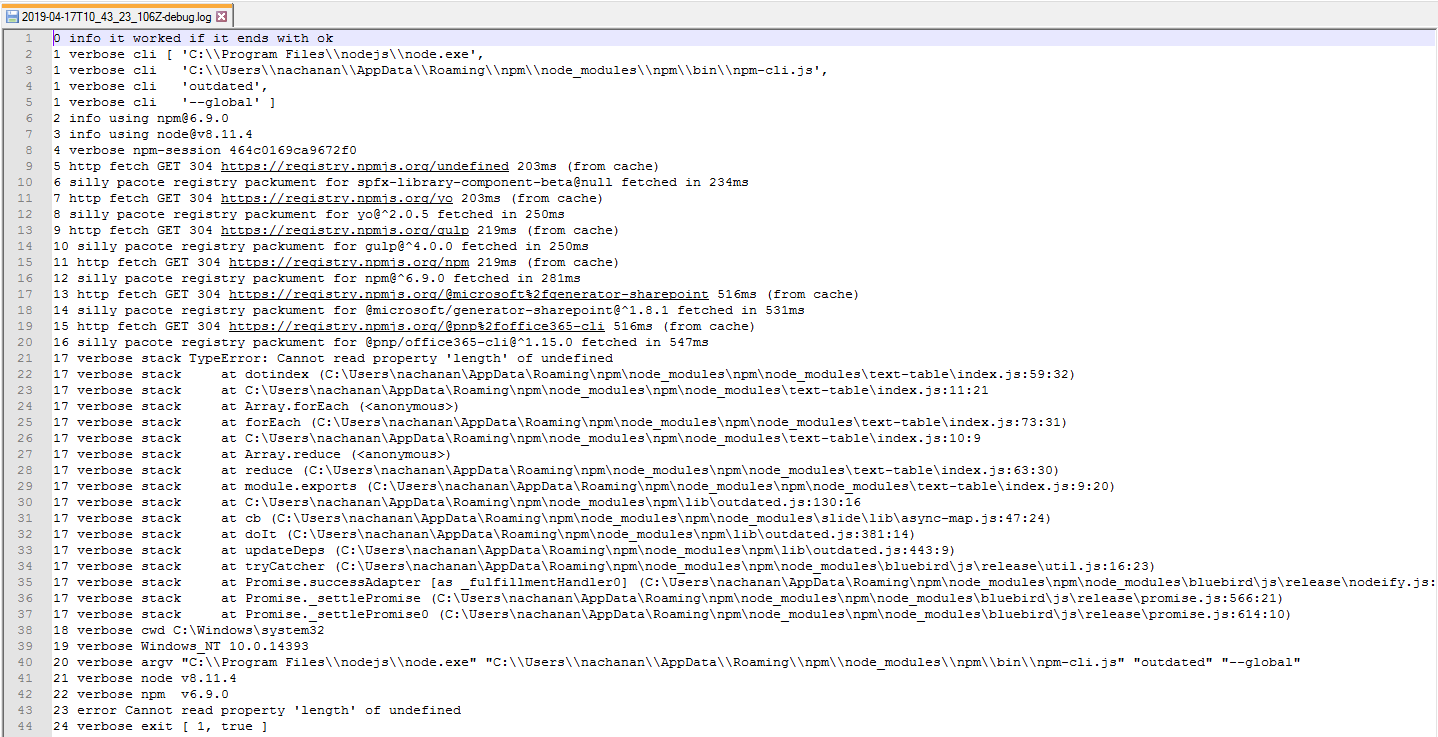 2019-04-17T10_43_23_106Z-debug.log
1 0 info it worked if it ends with ok
2 1 verbose cli [ 'C:\\Program Files\\nodejs\\node.exe',
3 1 verbose cli   'C:\\Users\\nachanan\\AppData\\Roaming\\npm\\node_modules\\npm\\bin\\npm-cli.js',
4 1 verbose cli   'outdated',
5 1 verbose cli   '--global' ]
6 2 info using npm@6.9.0
7 3 info using node@v8.11.4
8 4 verbose npm-session 464c0169ca9672f0
9 5 http fetch GET 304 https://registry.npmjs.org/undefined 203ms (from cache)
10 6 silly pacote registry packument for spfx-library-component-beta@null fetched in 234ms
11 7 http fetch GET 304 https://registry.npmjs.org/yo 203ms (from cache)
12 8 silly pacote registry packument for yo@^2.0.5 fetched in 250ms
13 9 http fetch GET 304 https://registry.npmjs.org/gulp 219ms (from cache)
14 10 silly pacote registry packument for gulp@^4.0.0 fetched in 250ms
15 11 http fetch GET 304 https://registry.npmjs.org/npm 219ms (from cache)
16 12 silly pacote registry packument for npm@^6.9.0 fetched in 281ms
17 13 http fetch GET 304 https://registry.npmjs.org/@microsoft%2fgenerator-sharepoint 516ms (from cache)
18 14 silly pacote registry packument for @microsoft/generator-sharepoint@^1.8.1 fetched in 531ms
19 15 http fetch GET 304 https://registry.npmjs.org/@pnp%2foffice365-cli 516ms (from cache)
20 16 silly pacote registry packument for @pnp/office365-cli@^1.15.0 fetched in 547ms
21 17 verbose stack TypeError: Cannot read property 'length' of undefined
22 17 verbose stack     at dotindex (C:\Users\nachanan\AppData\Roaming\npm\node_modules\npm\node_modules\text-table\index.js:59:32)
23 17 verbose stack     at C:\Users\nachanan\AppData\Roaming\npm\node_modules\npm\node_modules\text-table\index.js:11:21
24 17 verbose stack     at Array.forEach (<anonymous>)
25 17 verbose stack     at forEach (C:\Users\nachanan\AppData\Roaming\npm\node_modules\npm\node_modules\text-table\index.js:73:31)
26 17 verbose stack     at C:\Users\nachanan\AppData\Roaming\npm\node_modules\npm\node_modules\text-table\index.js:10:9
27 17 verbose stack     at Array.reduce (<anonymous>)
28 17 verbose stack     at reduce (C:\Users\nachanan\AppData\Roaming\npm\node_modules\npm\node_modules\text-table\index.js:63:30)
29 17 verbose stack     at module.exports (C:\Users\nachanan\AppData\Roaming\npm\node_modules\npm\node_modules\text-table\index.js:9:20)
30 17 verbose stack     at C:\Users\nachanan\AppData\Roaming\npm\node_modules\npm\lib\outdated.js:130:16
31 17 verbose stack     at cb (C:\Users\nachanan\AppData\Roaming\npm\node_modules\npm\node_modules\slide\lib\async-map.js:47:24)
32 17 verbose stack     at doIt (C:\Users\nachanan\AppData\Roaming\npm\node_modules\npm\lib\outdated.js:381:14)
33 17 verbose stack     at updateDeps (C:\Users\nachanan\AppData\Roaming\npm\node_modules\npm\lib\outdated.js:443:9)
34 17 verbose stack     at tryCatcher (C:\Users\nachanan\AppData\Roaming\npm\node_modules\npm\node_modules\bluebird\js\release\util.js:16:23)
35 17 verbose stack     at Promise.successAdapter [as _fulfillmentHandler0] (C:\Users\nachanan\AppData\Roaming\npm\node_modules\npm\node_modules\bluebird\js\release\nodeify.js:
36 17 verbose stack     at Promise._settlePromise (C:\Users\nachanan\AppData\Roaming\npm\node_modules\npm\node_modules\bluebird\js\release\promise.js:566:21)
37 17 verbose stack     at Promise._settlePromise0 (C:\Users\nachanan\AppData\Roaming\npm\node_modules\npm\node_modules\bluebird\js\release\promise.js:614:10)
38 18 verbose cwd C:\Windows\system32
39 19 verbose Windows_NT 10.0.14393
40 20 verbose argv "C:\\Program Files\\nodejs\\node.exe" "C:\\Users\\nachanan\\AppData\\Roaming\\npm\\node_modules\\npm\\bin\\npm-cli.js" "outdated" "--global"
41 21 verbose node v8.11.4
42 22 verbose npm  v6.9.0
43 23 error Cannot read property 'length' of undefined
44 24 verbose exit [ 1, true ]